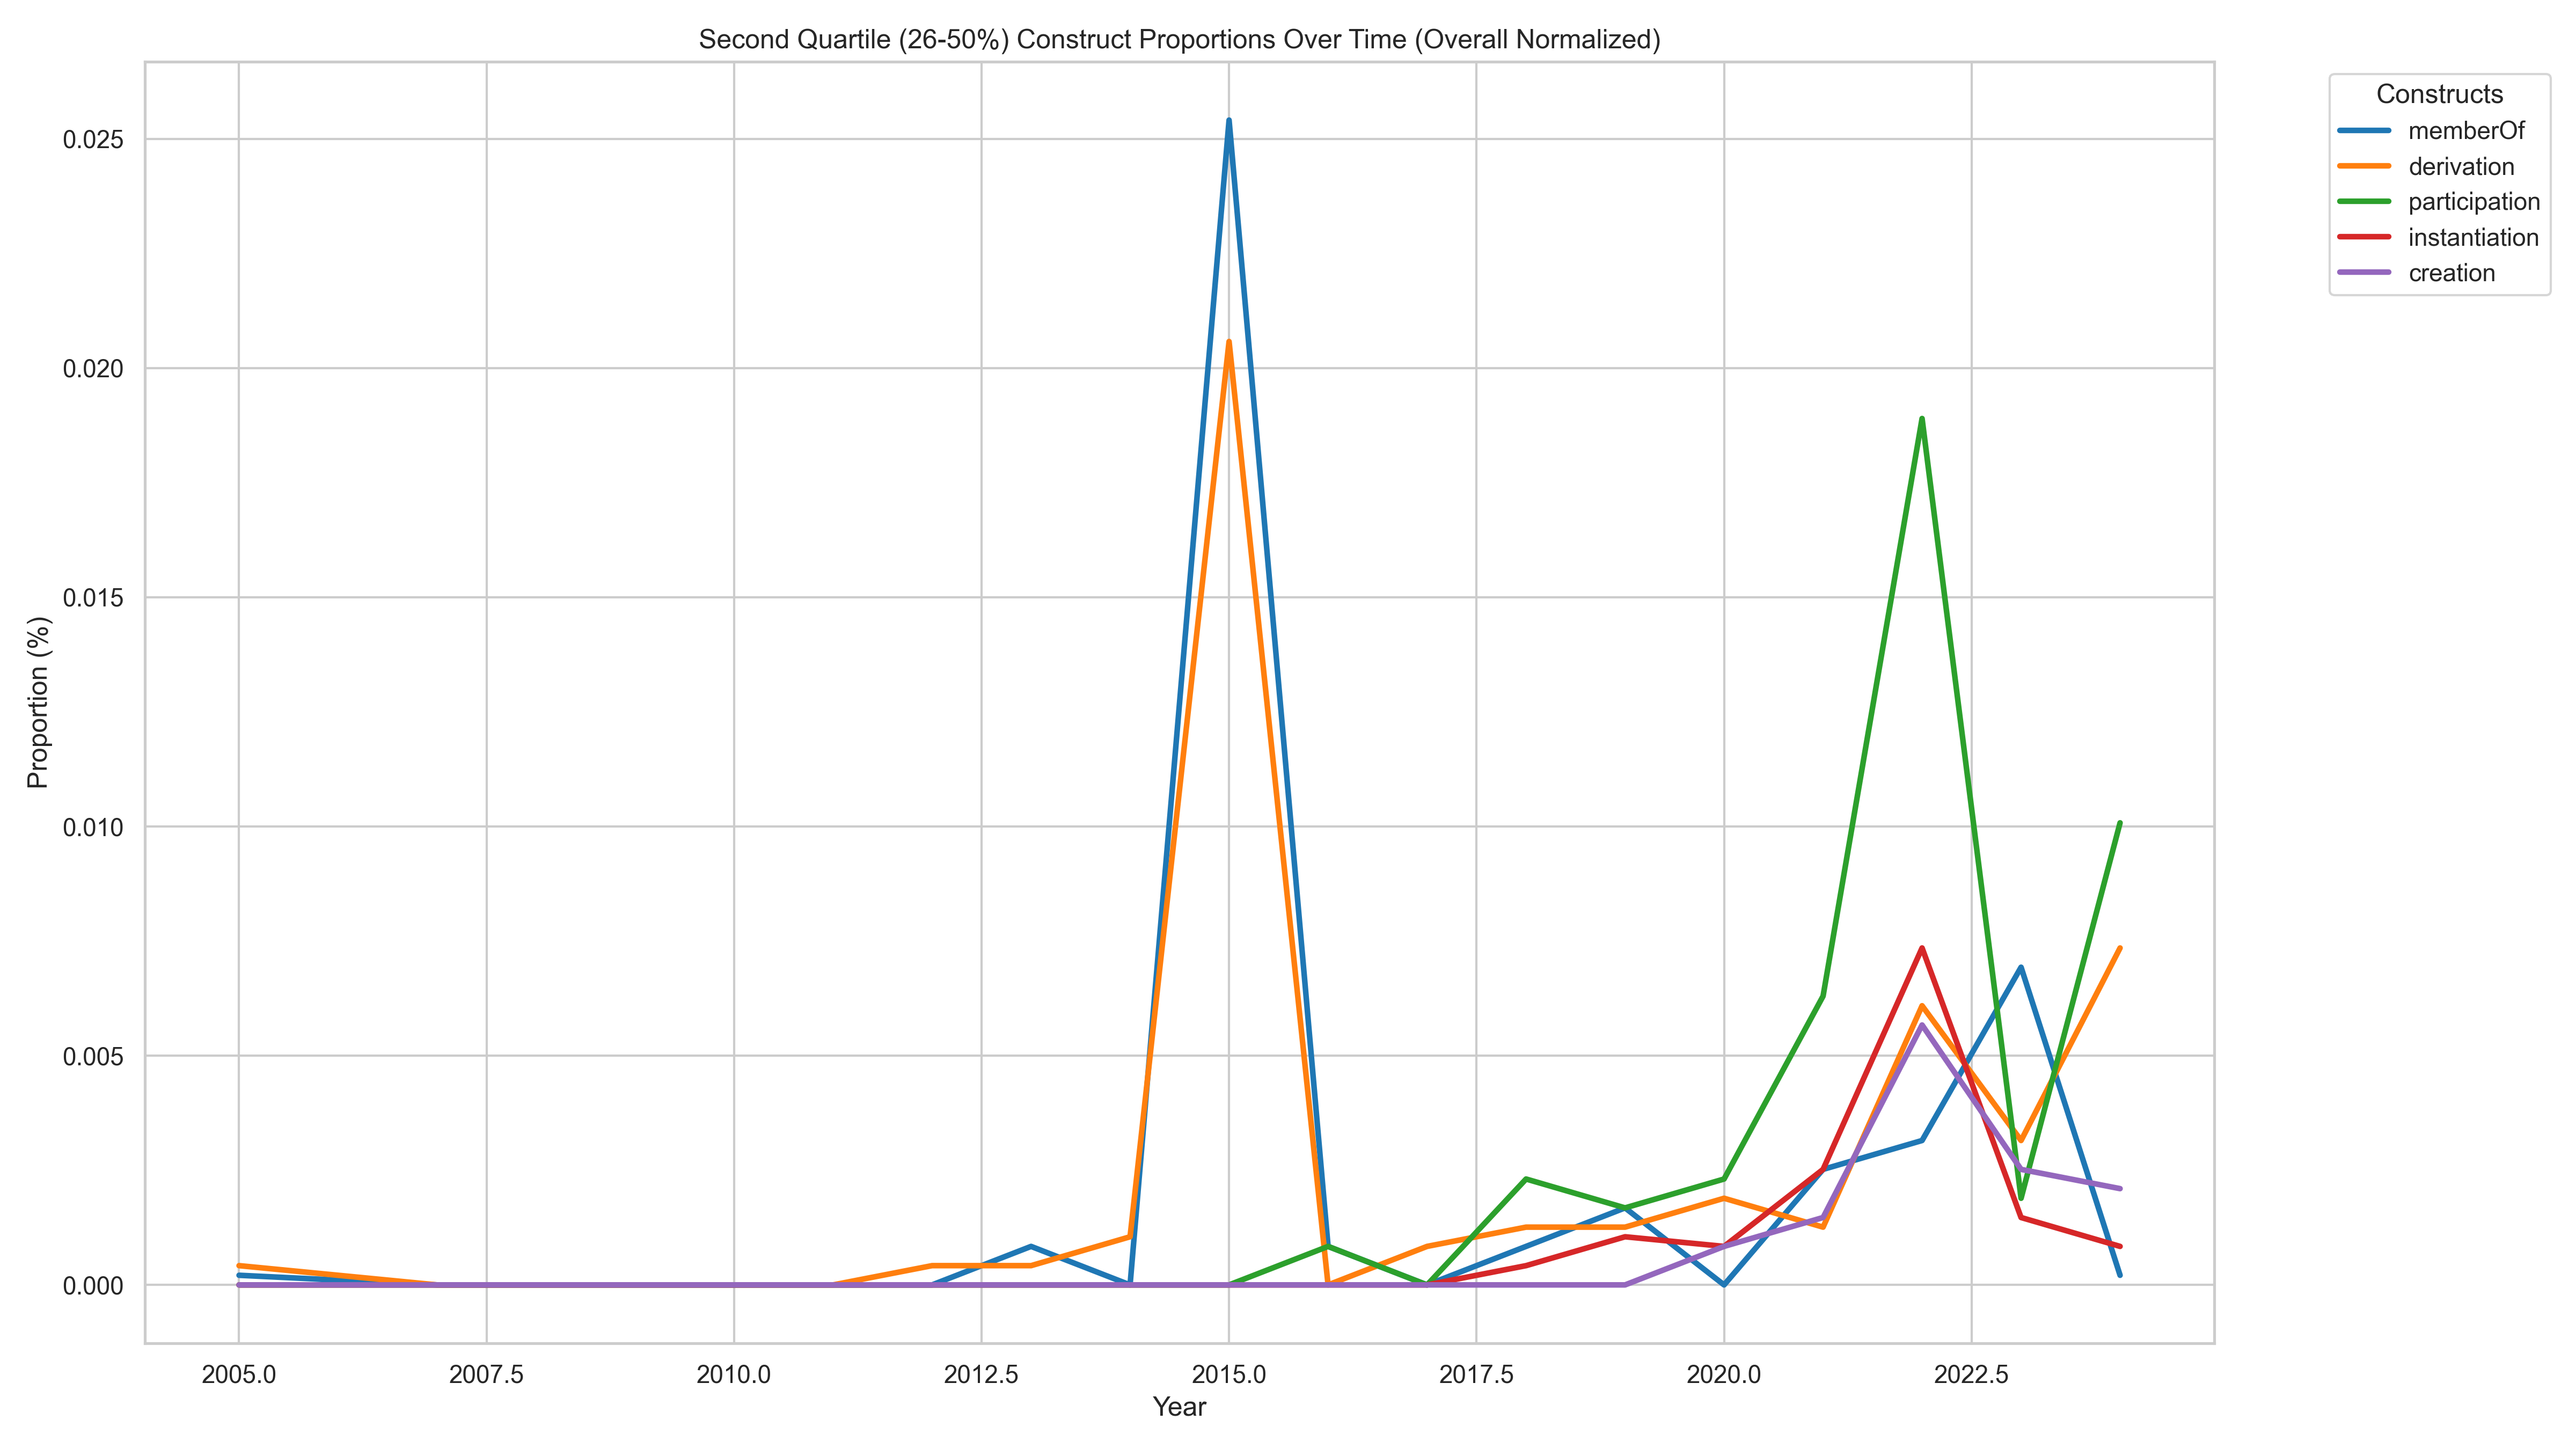 Second Quartile (26-50%) Construct Proportions Over Time (Overall Normalized)
Constructs
memberOf
derivation
participation
instantiation
creation
Proportion (%)
0.025
0.020
0.015
0.010
0.005
0.000
2005.0
2007.5
2010.0
2012.5
2015.0
2017.5
2020.0
2022.5
Year